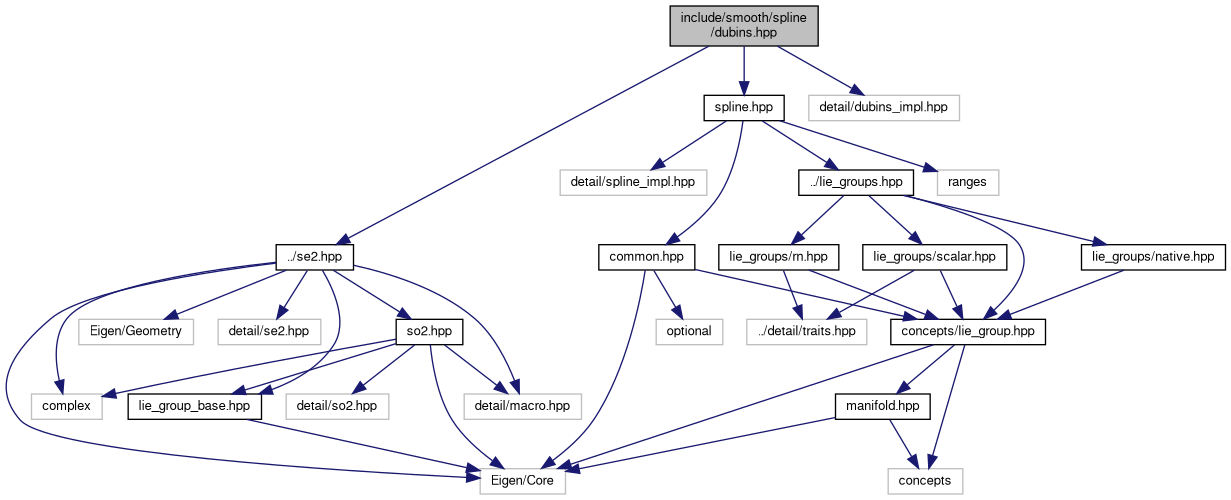 include/smooth/spline
/dubins.hpp
spline.hpp
detail/dubins_impl.hpp
detail/spline_impl.hpp
../lie_groups.hpp
ranges
../se2.hpp
common.hpp
lie_groups/rn.hpp
lie_groups/scalar.hpp
lie_groups/native.hpp
Eigen/Geometry
detail/se2.hpp
so2.hpp
optional
../detail/traits.hpp
concepts/lie_group.hpp
complex
lie_group_base.hpp
detail/so2.hpp
detail/macro.hpp
manifold.hpp
Eigen/Core
concepts